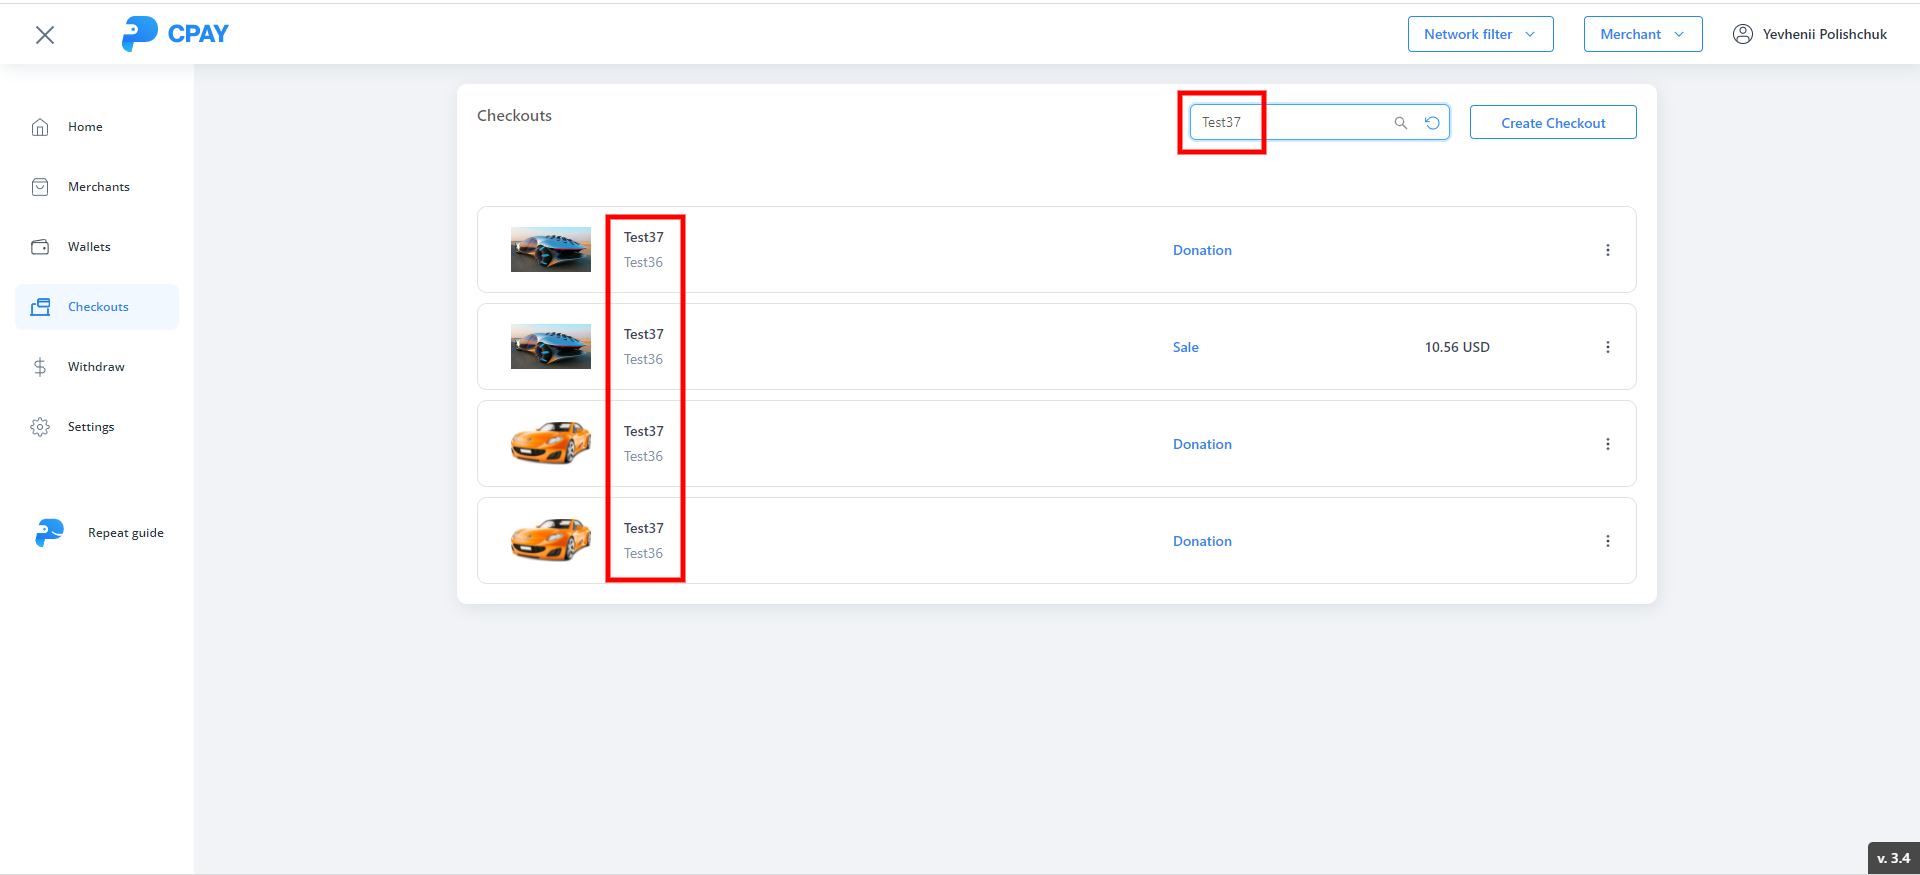 CPAY
Network filter
Merchant
Yevhenii Polishchuk
Home
Merchants
Wallets
Checkouts
Withdraw
Settings
Repeat guide
Checkouts
Test37
Create Checkout
Test37
Test36
Donation
Test37
Test36
Sale
10.56 USD
Test37
Test36
Donation
Test37
Test36
Donation
v. 3.4